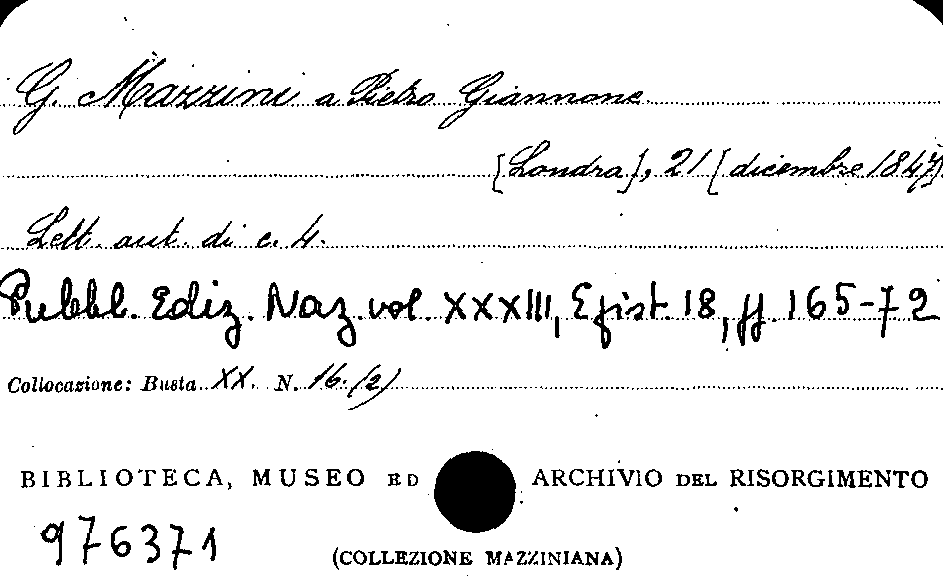 G. Mazzini a Pietro Giannone
[Londra], 21 [dicembre 1847].
Lett. aut. di c. 4.
Pubbl. Ediz. Naz. vol. XXXIII, Epist. 18, pp. 165-72
Collocazione: Busta XX. N. 16. (2)
BIBLIOTECA, MUSEO ED ARCHIVIO DEL RISORGIMENTO
976371
(COLLEZIONE MAZZINIANA)